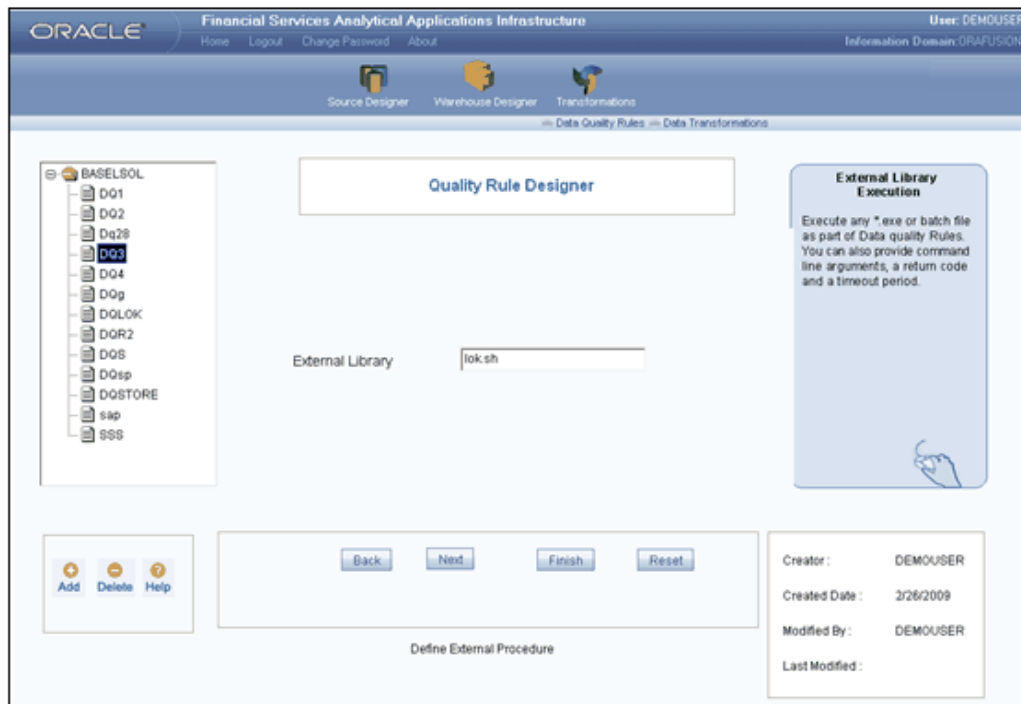 ORACLE
Financial Services Analytical Applications Infrastructure
User: DEMOUSER
Home Logout Change Password About
Information Domain:ORAFUSION
Source Designer Warehouse Designer Transformations
Data Quality Rules Data Transformations
BASELSOL
DQ1
DQ2
Dq28
DQ3
DQ4
DQg
DQLOK
DQR2
DQS
DQsp
DQSTORE
sap
SSS
Quality Rule Designer
External Library lok.sh
External Library
Execution
Execute any *.exe or batch file
as part of Data quality Rules.
You can also provide command
line arguments, a return code
and a timeout period.
Add Delete Help
Back Next Finish Reset
Define External Procedure
Creator : DEMOUSER
Created Date : 2/26/2009
Modified By : DEMOUSER
Last Modified :